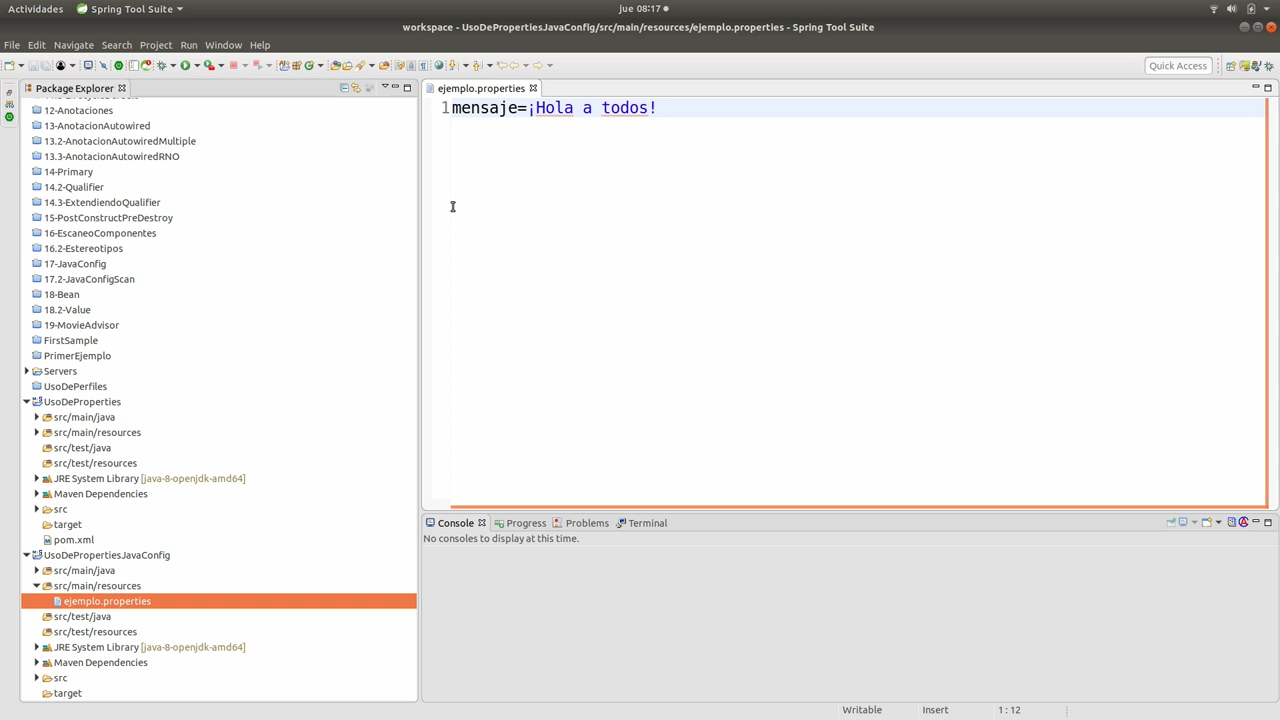 Actividades Spring Tool Suite jue 08:17
workspace - UsoDePropertiesJavaConfig/src/main/resources/ejemplo.properties - Spring Tool Suite
File Edit Navigate Search Project Run Window Help
Quick Access
Package Explorer
ejemplo.properties
12-Anotaciones
13-AnotacionAutowired
13.2-AnotacionAutowiredMultiple
13.3-AnotacionAutowiredRNO
14-Primary
14.2-Qualifier
14.3-ExtendiendoQualifier
15-PostConstructPreDestroy
16-EscaneoComponentes
16.2-Estereotipos
17-JavaConfig
17.2-JavaConfigScan
18-Bean
18.2-Value
19-MovieAdvisor
FirstSample
PrimerEjemplo
Servers
UsoDePerfiles
UsoDeProperties
src/main/java
src/main/resources
src/test/java
src/test/resources
JRE System Library [java-8-openjdk-amd64]
Maven Dependencies
src
target
pom.xml
UsoDePropertiesJavaConfig
src/main/java
src/main/resources
ejemplo.properties
src/test/java
src/test/resources
JRE System Library [java-8-openjdk-amd64]
Maven Dependencies
src
target
1 mensaje=¡Hola a todos!
Console Progress Problems Terminal
No consoles to display at this time.
Writable Insert 1 : 12